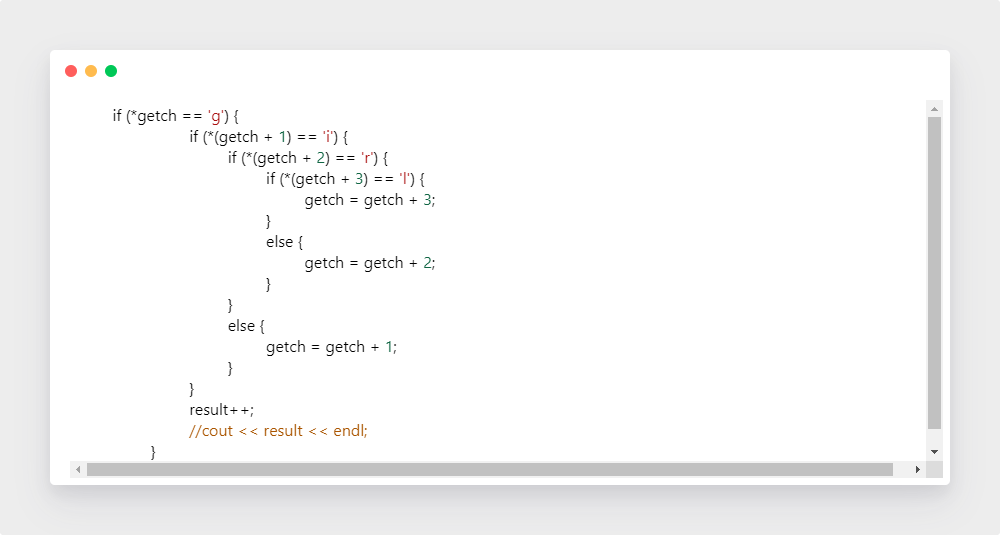 if (*getch == 'g') {
if (*(getch + 1) == 'i') {
if (*(getch + 2) == 'r') {
if (*(getch + 3) == 'l') {
getch = getch + 3;
}
else {
getch = getch + 2;
}
}
else {
getch = getch + 1;
}
}
result++;
//cout << result << endl;
}